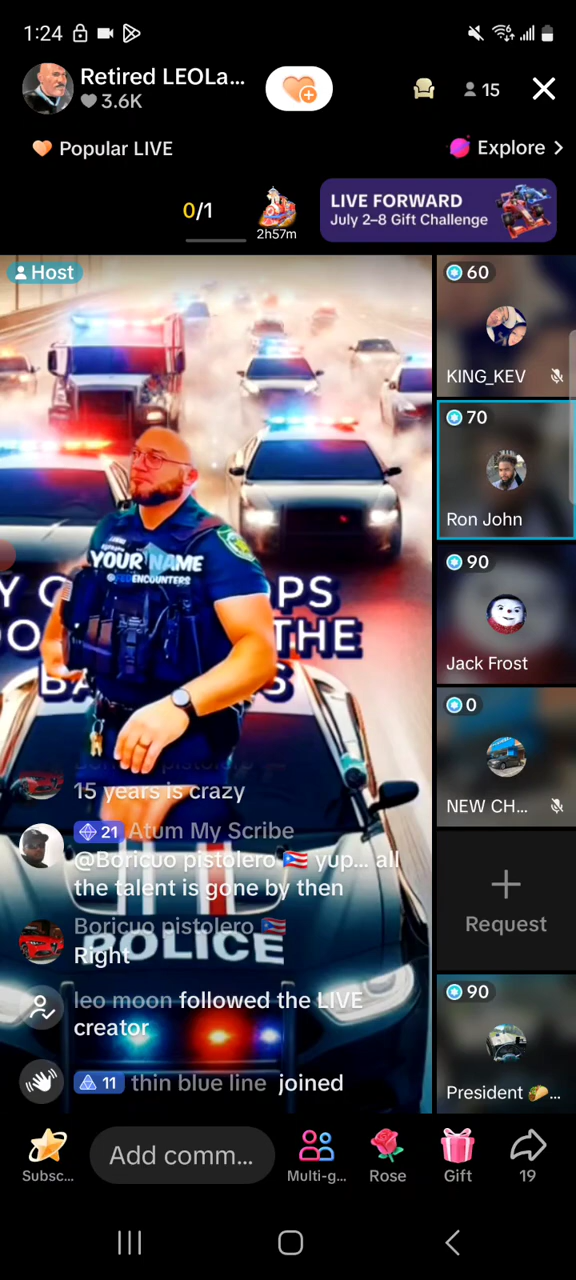 1:24
Retired LEOLa...
3.6K
15
Popular LIVE
Explore >
0/1
2h57m
LIVE FORWARD
July 2–8 Gift Challenge
Host
60
KING_KEV
70
Ron John
90
Jack Frost
0
NEW CH...
Request
90
President 🌮...
YOUR NAME
ENCOUNTERS
PS
THE
POLICE
15 years is crazy
21 Atum My Scribe
@Boricuo pistolero 🇵🇷 yup... all
the talent is gone by then
Boricuo pistolero 🇵🇷
Right
leo moon followed the LIVE
creator
11 thin blue line joined
Subsc...
Add comm...
Multi-g...
Rose
Gift
19